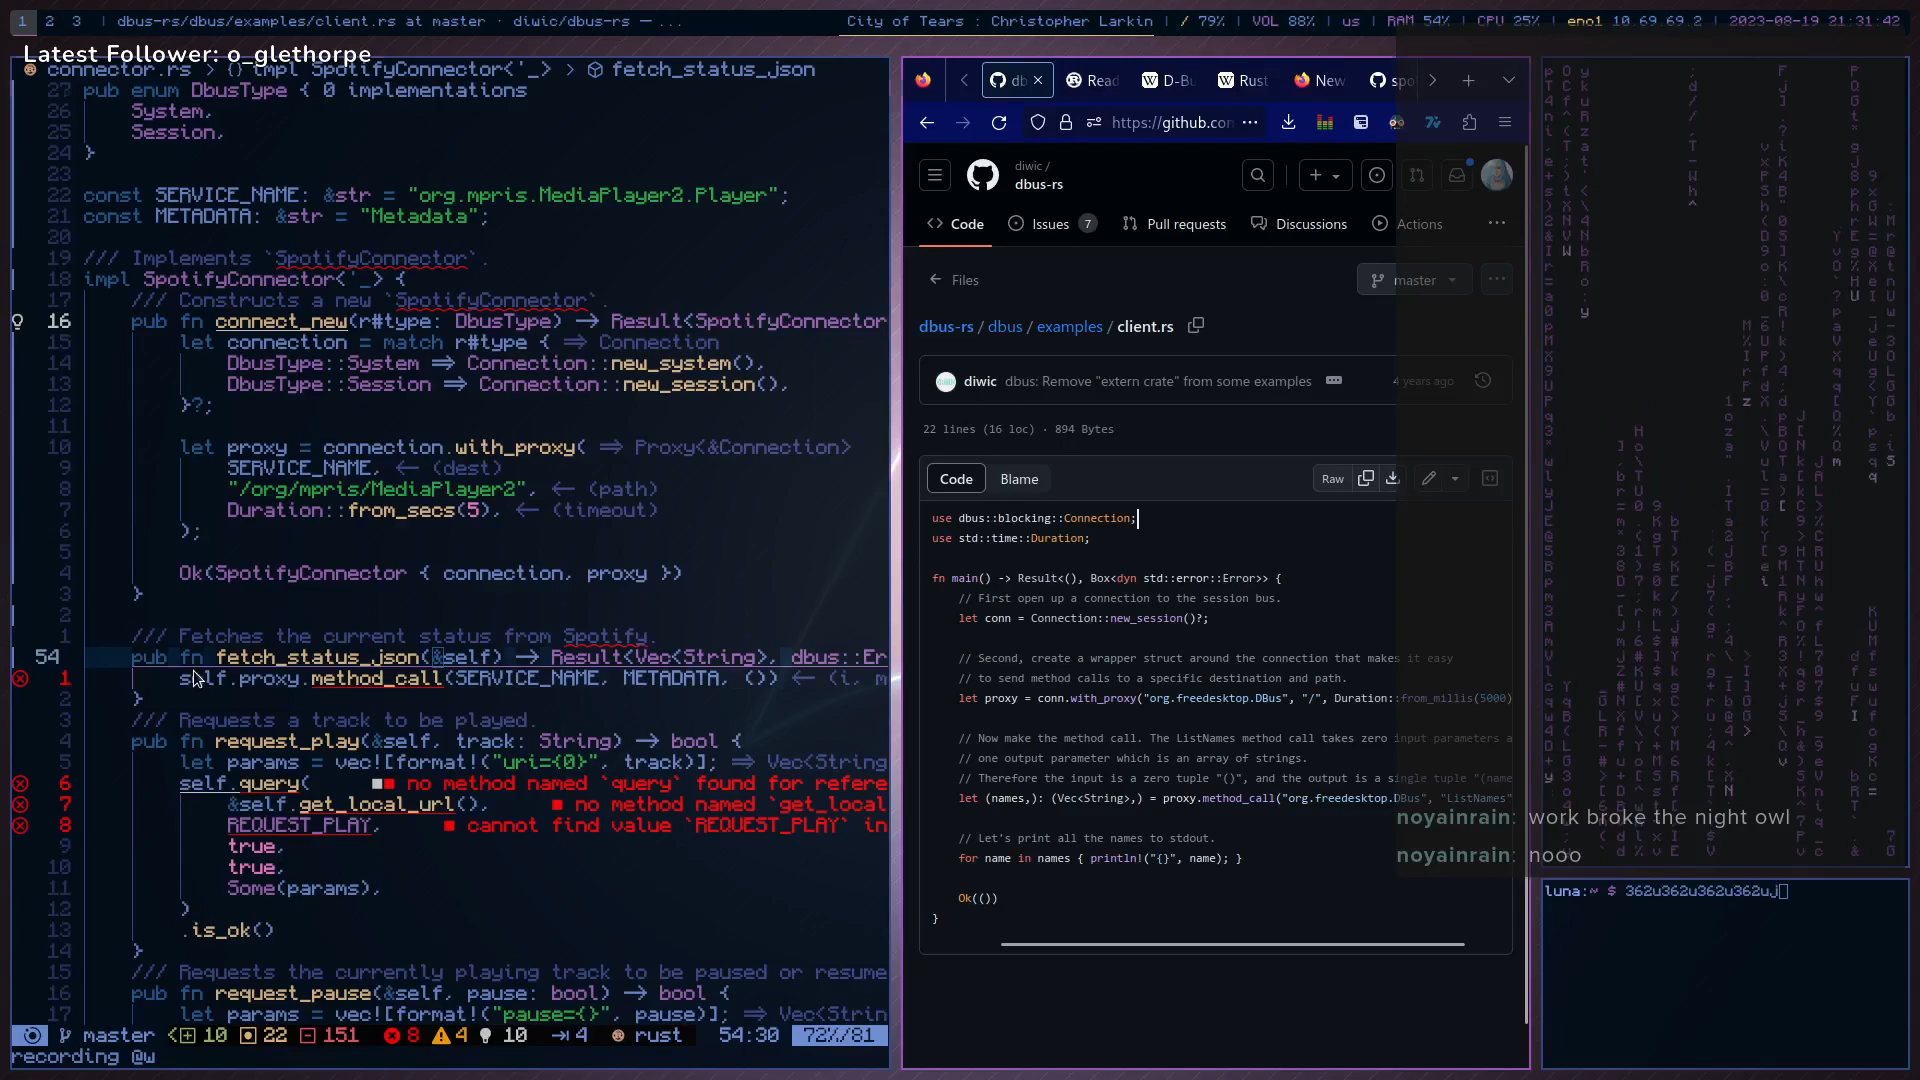 1 2 3 | dbus-rs/dbus/examples/client.rs at master · diwic/dbus-rs — ...
City of Tears : Christopher Larkin | / 79% | VOL 88% | us | RAM 54% | CPU 25% | eno1 10.69.69.2 | 2023-08-19 21:31:42
Latest Follower: o_glethorpe
connector.rs > {} impl SpotifyConnector<'_> > fetch_status_json
27 pub enum DbusType { 0 implementations
26 System,
25 Session,
24 }
23
22 const SERVICE_NAME: &str = "org.mpris.MediaPlayer2.Player";
21 const METADATA: &str = "Metadata";
20
19 /// Implements `SpotifyConnector`.
18 impl SpotifyConnector<'_> {
17 /// Constructs a new `SpotifyConnector`.
16 pub fn connect_new(r#type: DbusType) -> Result<SpotifyConnector
15 let connection = match r#type { => Connection
14 DbusType::System => Connection::new_system(),
13 DbusType::Session => Connection::new_session(),
12 }?;
11
10 let proxy = connection.with_proxy( => Proxy<&Connection>
9 SERVICE_NAME, <- (dest)
8 "/org/mpris/MediaPlayer2", <- (path)
7 Duration::from_secs(5), <- (timeout)
6 );
5
4 Ok(SpotifyConnector { connection, proxy })
3 }
2
1 /// Fetches the current status from Spotify.
54 pub fn fetch_status_json(&self) -> Result<Vec<String>, dbus::Er
1 self.proxy.method_call(SERVICE_NAME, METADATA, ()) <- (i, m
2 }
3 /// Requests a track to be played.
4 pub fn request_play(&self, track: String) -> bool {
5 let params = vec![format!("uri={0}", track)]; => Vec<String
6 self.query( ■■ no method named `query` found for refere
7 &self.get_local_url(), ■ no method named `get_local
8 REQUEST_PLAY, ■ cannot find value `REQUEST_PLAY` in
9 true,
10 true,
11 Some(params),
12 )
13 .is_ok()
14 }
15 /// Requests the currently playing track to be paused or resume
16 pub fn request_pause(&self, pause: bool) -> bool {
17 let params = vec![format!("pause={}", pause)]; => Vec<Strin
master 10 22 151 8 4 10 4 rust 54:30 72%/81
recording @w
db × Read D-Bu Rust New spo
https://github.con
diwic /
dbus-rs
Code Issues 7 Pull requests Discussions Actions
Files
master
dbus-rs / dbus / examples / client.rs
diwic dbus: Remove "extern crate" from some examples 4 years ago
22 lines (16 loc) · 894 Bytes
Code Blame Raw
use dbus::blocking::Connection;
use std::time::Duration;
fn main() -> Result<(), Box<dyn std::error::Error>> {
// First open up a connection to the session bus.
let conn = Connection::new_session()?;
// Second, create a wrapper struct around the connection that makes it easy
// to send method calls to a specific destination and path.
let proxy = conn.with_proxy("org.freedesktop.DBus", "/", Duration::from_millis(5000)
// Now make the method call. The ListNames method call takes zero input parameters a
// one output parameter which is an array of strings.
// Therefore the input is a zero tuple "()", and the output is a single tuple "(name
let (names,): (Vec<String>,) = proxy.method_call("org.freedesktop.DBus", "ListNames"
// Let's print all the names to stdout.
for name in names { println!("{}", name); }
Ok(())
}
noyainrain: work broke the night owl
noyainrain: nooo
luna:~ $ 362u362u362u362uj